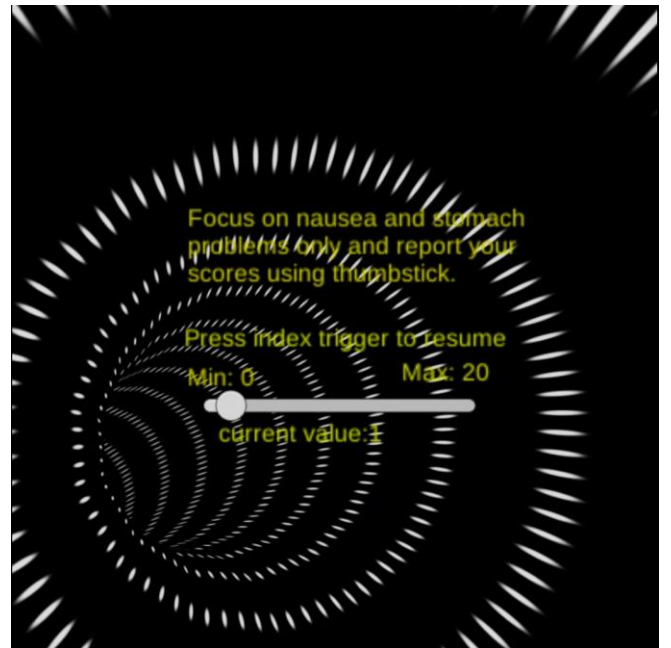 Focus on nausea and stomach
problems only and report your
scores using thumbstick.
Press index trigger to resume
Min: 0 Max: 20
current value:1